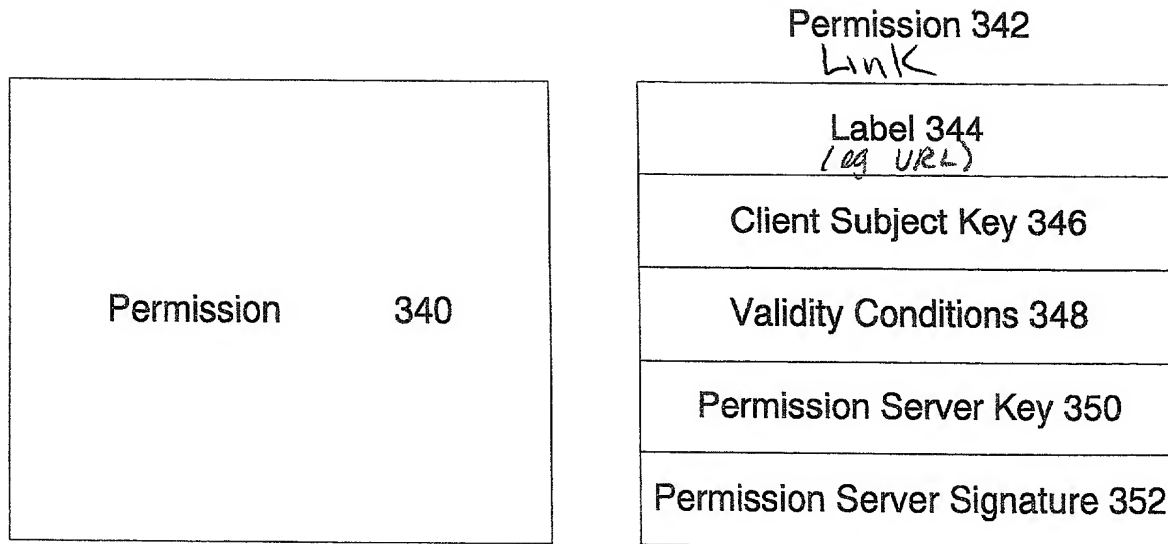 Permission 342
Link
Label 344
(eg URL)
Client Subject Key 346
Permission 340
Validity Conditions 348
Permission Server Key 350
Permission Server Signature 352